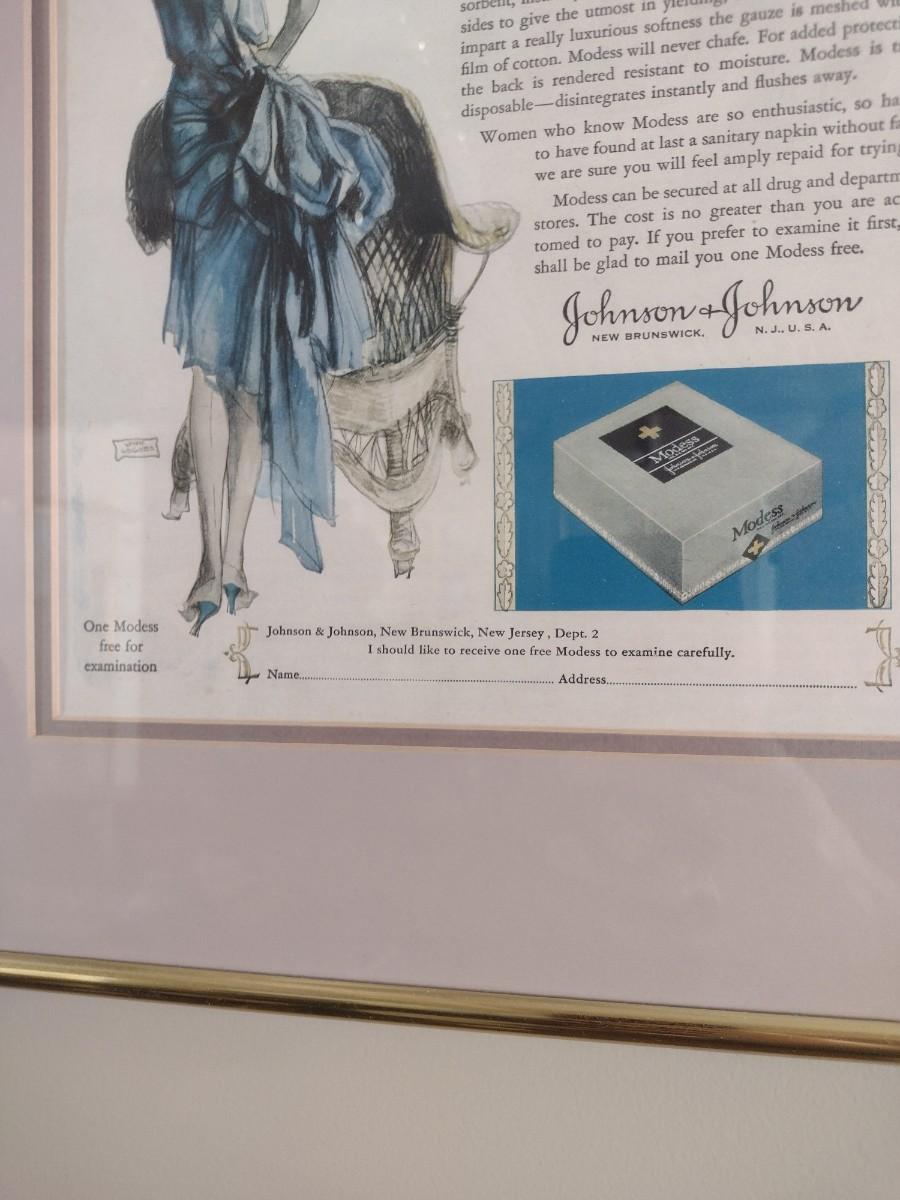 sides to give the utmost in yielding,
impart a really luxurious softness the gauze is meshed
film of cotton. Modess will never chafe. For added
the back is rendered resistant to moisture. Modess is
disposable—disintegrates instantly and flushes away.
Women who know Modess are so enthusiastic, so
to have found at last a sanitary napkin without
we are sure you will feel amply repaid for trying
Modess can be secured at all drug and
stores. The cost is no greater than you are
tomed to pay. If you prefer to examine it first,
shall be glad to mail you one Modess free.
Johnson & Johnson
NEW BRUNSWICK, N. J., U. S. A.
Modess
Johnson & Johnson
Modess
Johnson & Johnson
One Modess
free for
examination
Johnson & Johnson, New Brunswick, New Jersey, Dept. 2
I should like to receive one free Modess to examine carefully.
Name Address